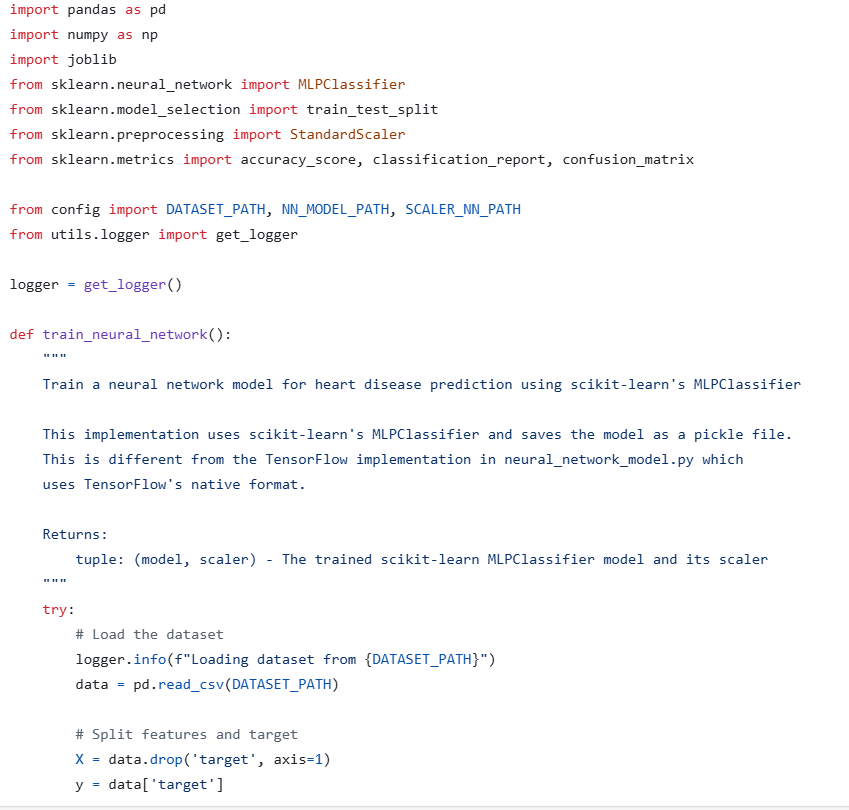 import pandas as pd
import numpy as np
import joblib
from sklearn.neural_network import MLPClassifier
from sklearn.model_selection import train_test_split
from sklearn.preprocessing import StandardScaler
from sklearn.metrics import accuracy_score, classification_report, confusion_matrix

from config import DATASET_PATH, NN_MODEL_PATH, SCALER_NN_PATH
from utils.logger import get_logger

logger = get_logger()

def train_neural_network():
    """
    Train a neural network model for heart disease prediction using scikit-learn's MLPClassifier

    This implementation uses scikit-learn's MLPClassifier and saves the model as a pickle file.
    This is different from the TensorFlow implementation in neural_network_model.py which
    uses TensorFlow's native format.

    Returns:
        tuple: (model, scaler) - The trained scikit-learn MLPClassifier model and its scaler
    """
    try:
        # Load the dataset
        logger.info(f"Loading dataset from {DATASET_PATH}")
        data = pd.read_csv(DATASET_PATH)

        # Split features and target
        X = data.drop('target', axis=1)
        y = data['target']